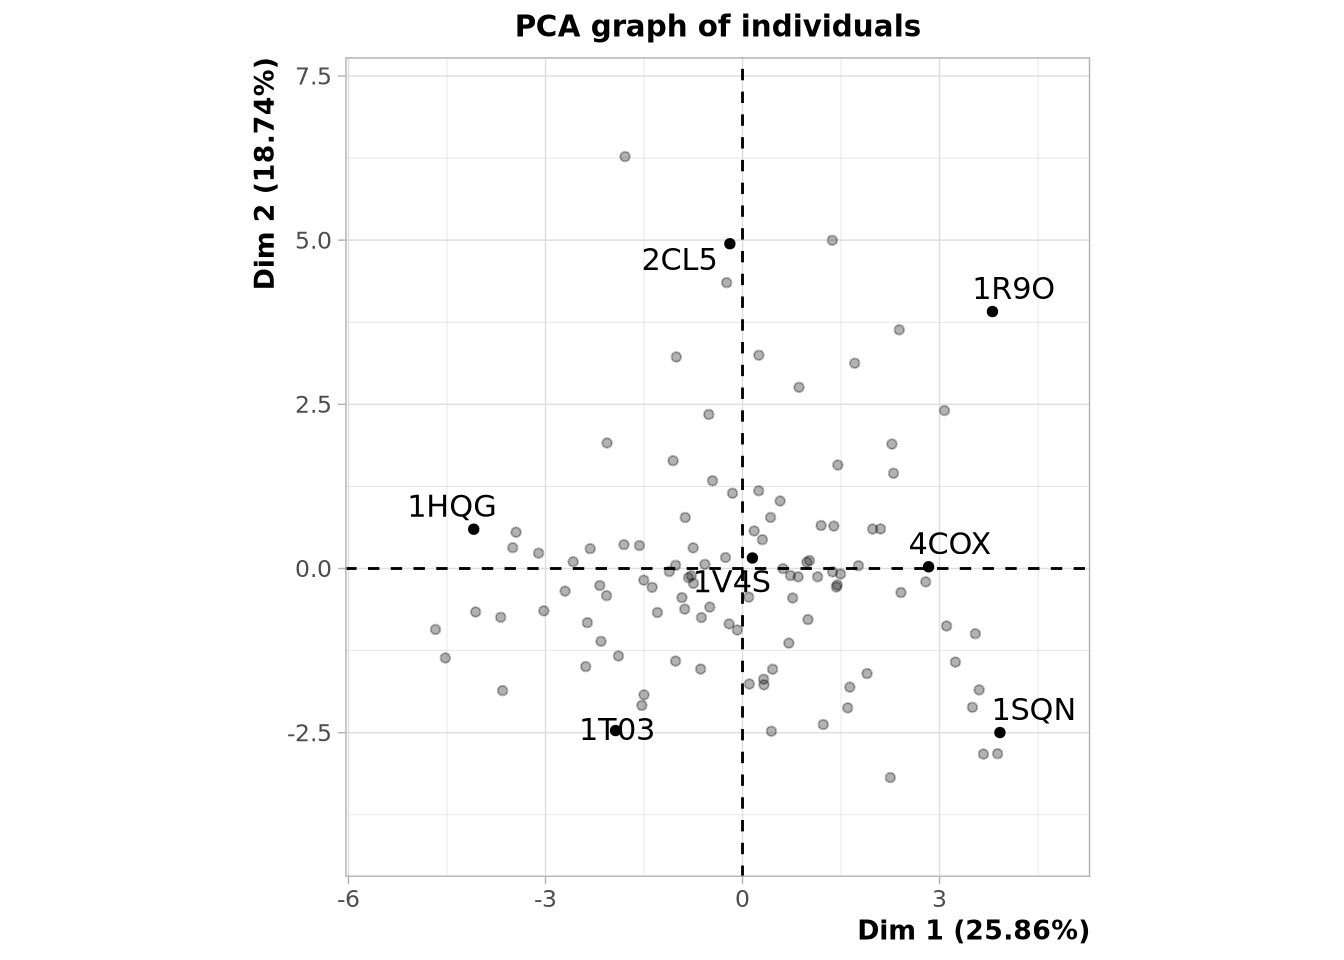 PCA graph of individuals
Dim 2 (18.74%)
7.5
5.0
2.5
0.0
-2.5
2CL5
1R9O
1HQG
4COX
1V4S
1SQN
1T03
-6
-3
0
3
Dim 1 (25.86%)